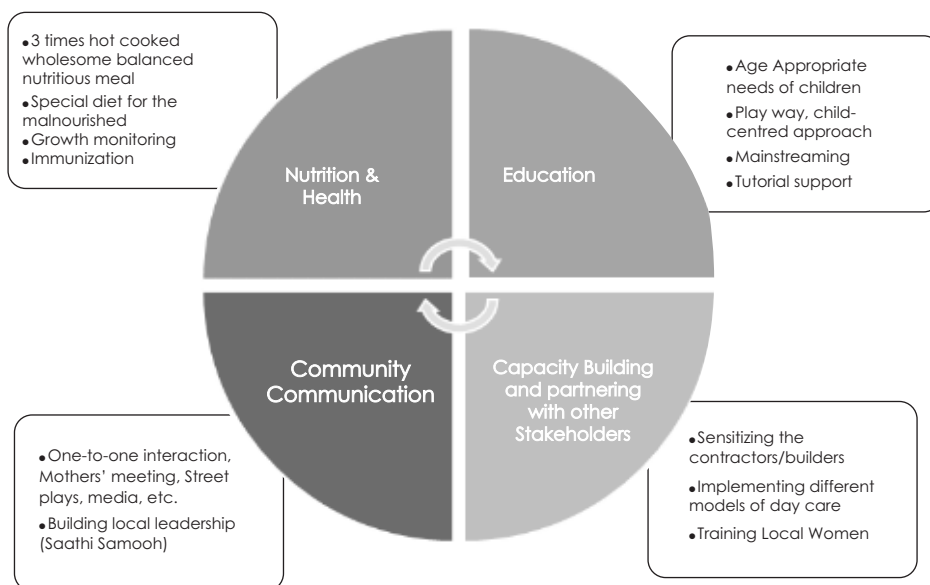 ●3 times hot cooked
wholesome balanced
nutritious meal
●Special diet for the
malnourished
●Growth monitoring
●Immunization
Nutrition &
Health
Education
●Age Appropriate
needs of children
●Play way, child-
centred approach
●Mainstreaming
●Tutorial support
Community
Communication
●One-to-one interaction,
Mothers’ meeting, Street
plays, media, etc.
●Building local leadership
(Saathi Samooh)
Capacity Building
and partnering
with other
Stakeholders
●Sensitizing the
contractors/builders
●Implementing different
models of day care
●Training Local Women